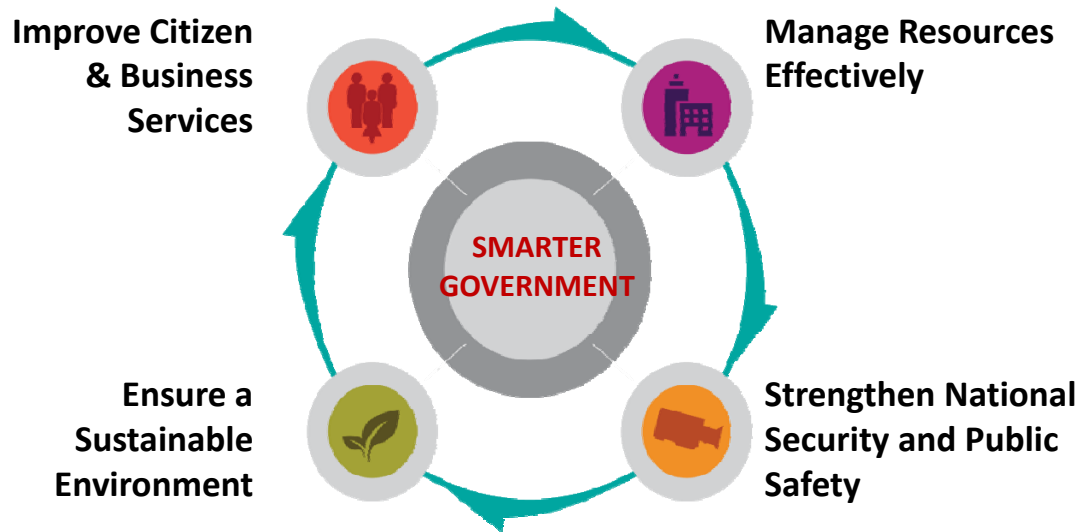 Improve Citizen
& Business
Services
Manage Resources
Effectively
SMARTER
GOVERNMENT
Ensure a
Sustainable
Environment
Strengthen National
Security and Public
Safety